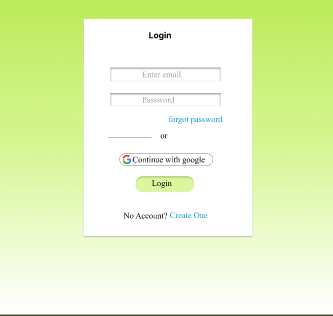 Login
Enter email
Password
forgot password
or
Continue with google
Login
No Account? Create One